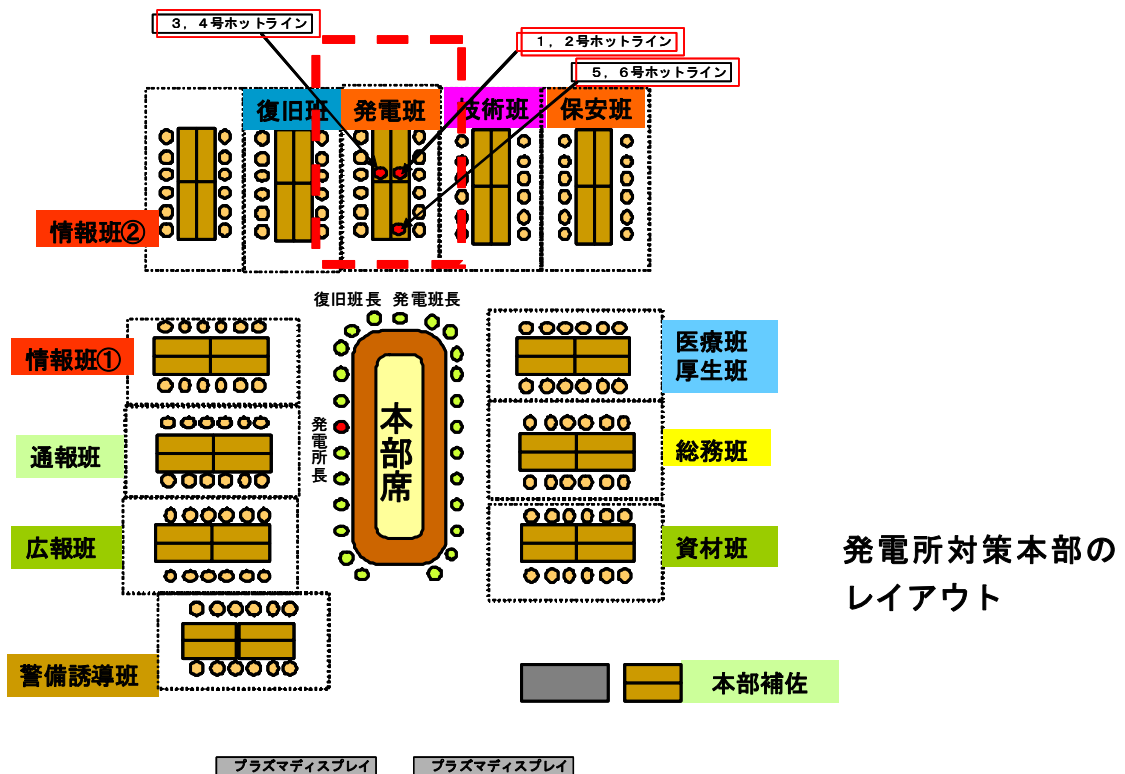 3，4号ホットライン
1，2号ホットライン
5，6号ホットライン
復旧班
発電班
技術班
保安班
情報班②
復旧班長 発電班長
情報班①
医療班
厚生班
通報班
発電所長
本部席
総務班
広報班
資材班
発電所対策本部の
レイアウト
警備誘導班
本部補佐
プラズマディスプレイ
プラズマディスプレイ